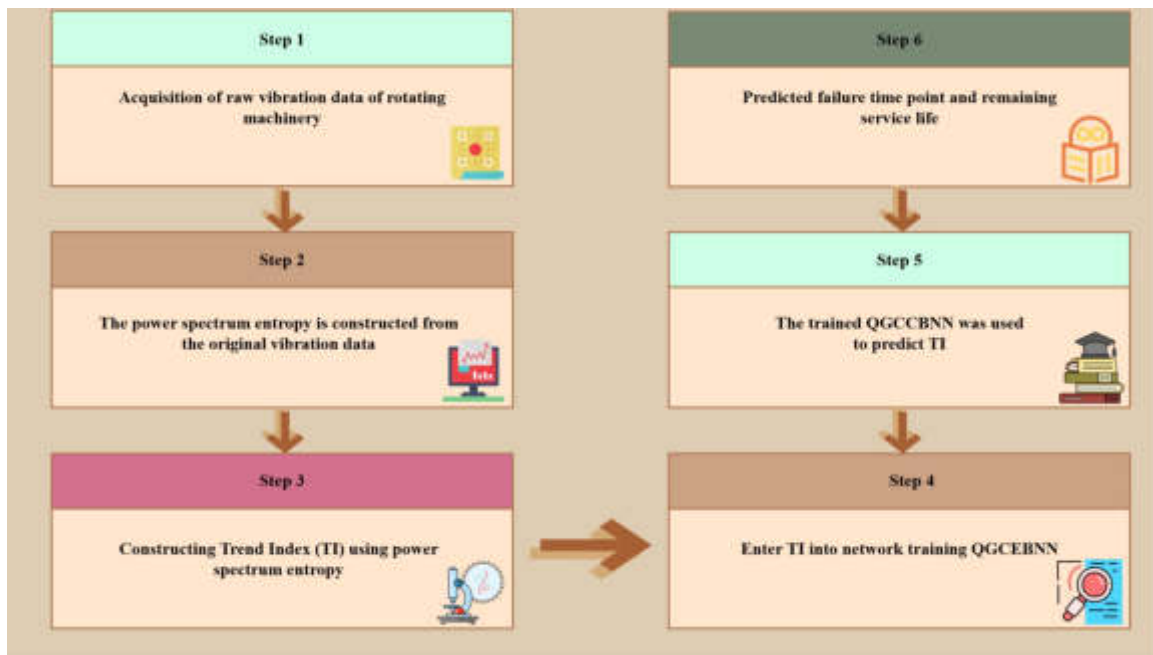 Step 1
Acquisition of raw vibration data of rotating
machinery
Step 2
The power spectrum entropy is constructed from
the original vibration data
Step 3
Constructing Trend Index (TI) using power
spectrum entropy
Step 6
Predicted failure time point and remaining
service life
Step 5
The trained QGCCBNN was used
to predict TI
Step 4
Enter TI into network training QGCEBNN